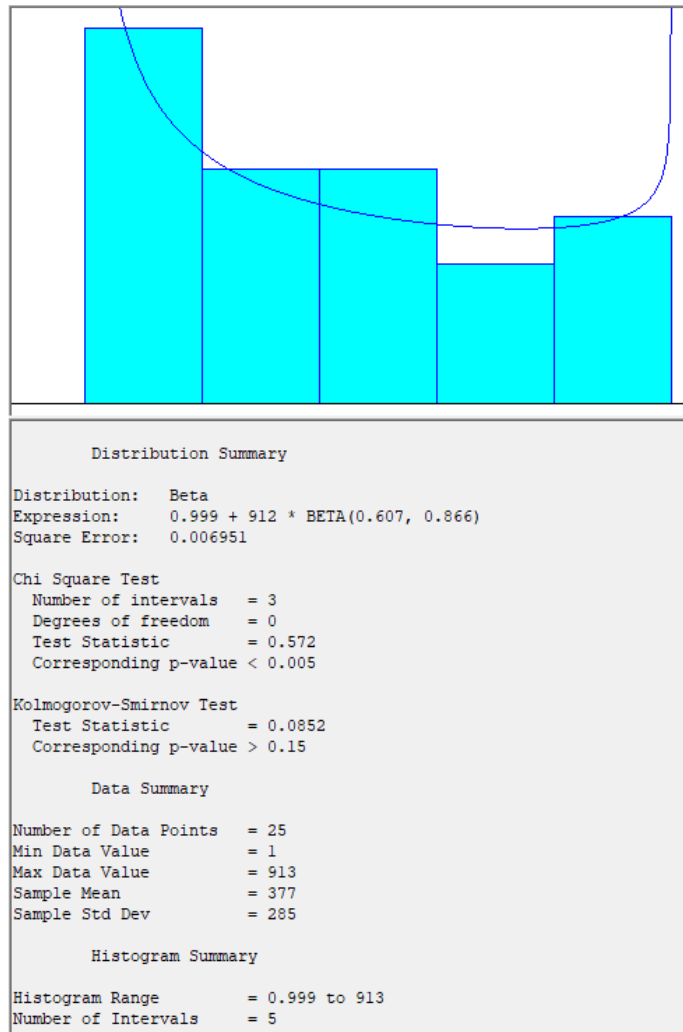 Distribution Summary
Distribution: Beta
Expression: 0.999 + 912 * BETA(0.607, 0.866)
Square Error: 0.006951
Chi Square Test
Number of intervals = 3
Degrees of freedom = 0
Test Statistic = 0.572
Corresponding p-value < 0.005
Kolmogorov-Smirnov Test
Test Statistic = 0.0852
Corresponding p-value > 0.15
Data Summary
Number of Data Points = 25
Min Data Value = 1
Max Data Value = 913
Sample Mean = 377
Sample Std Dev = 285
Histogram Summary
Histogram Range = 0.999 to 913
Number of Intervals = 5